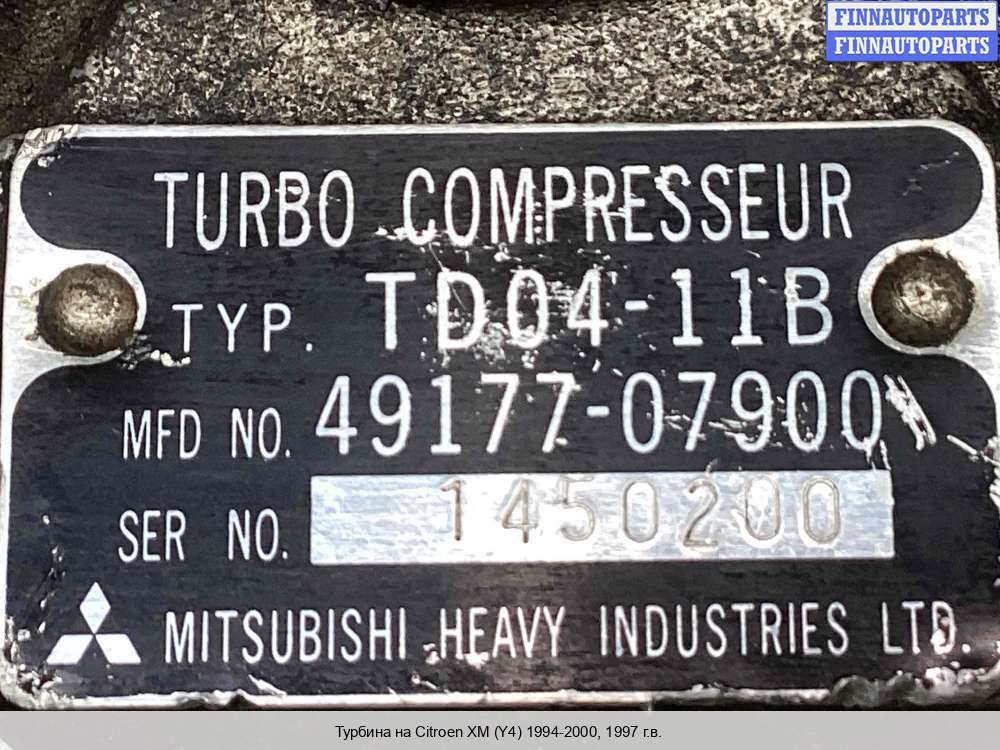 FINNAUTOPARTS
FINNAUTOPARTS
TURBO COMPRESSEUR
TYP. TD04-11B
MFD NO. 49177-07900
SER NO. 1450200
MITSUBISHI HEAVY INDUSTRIES LTD.
Турбина на Citroen XM (Y4) 1994-2000, 1997 г.в.